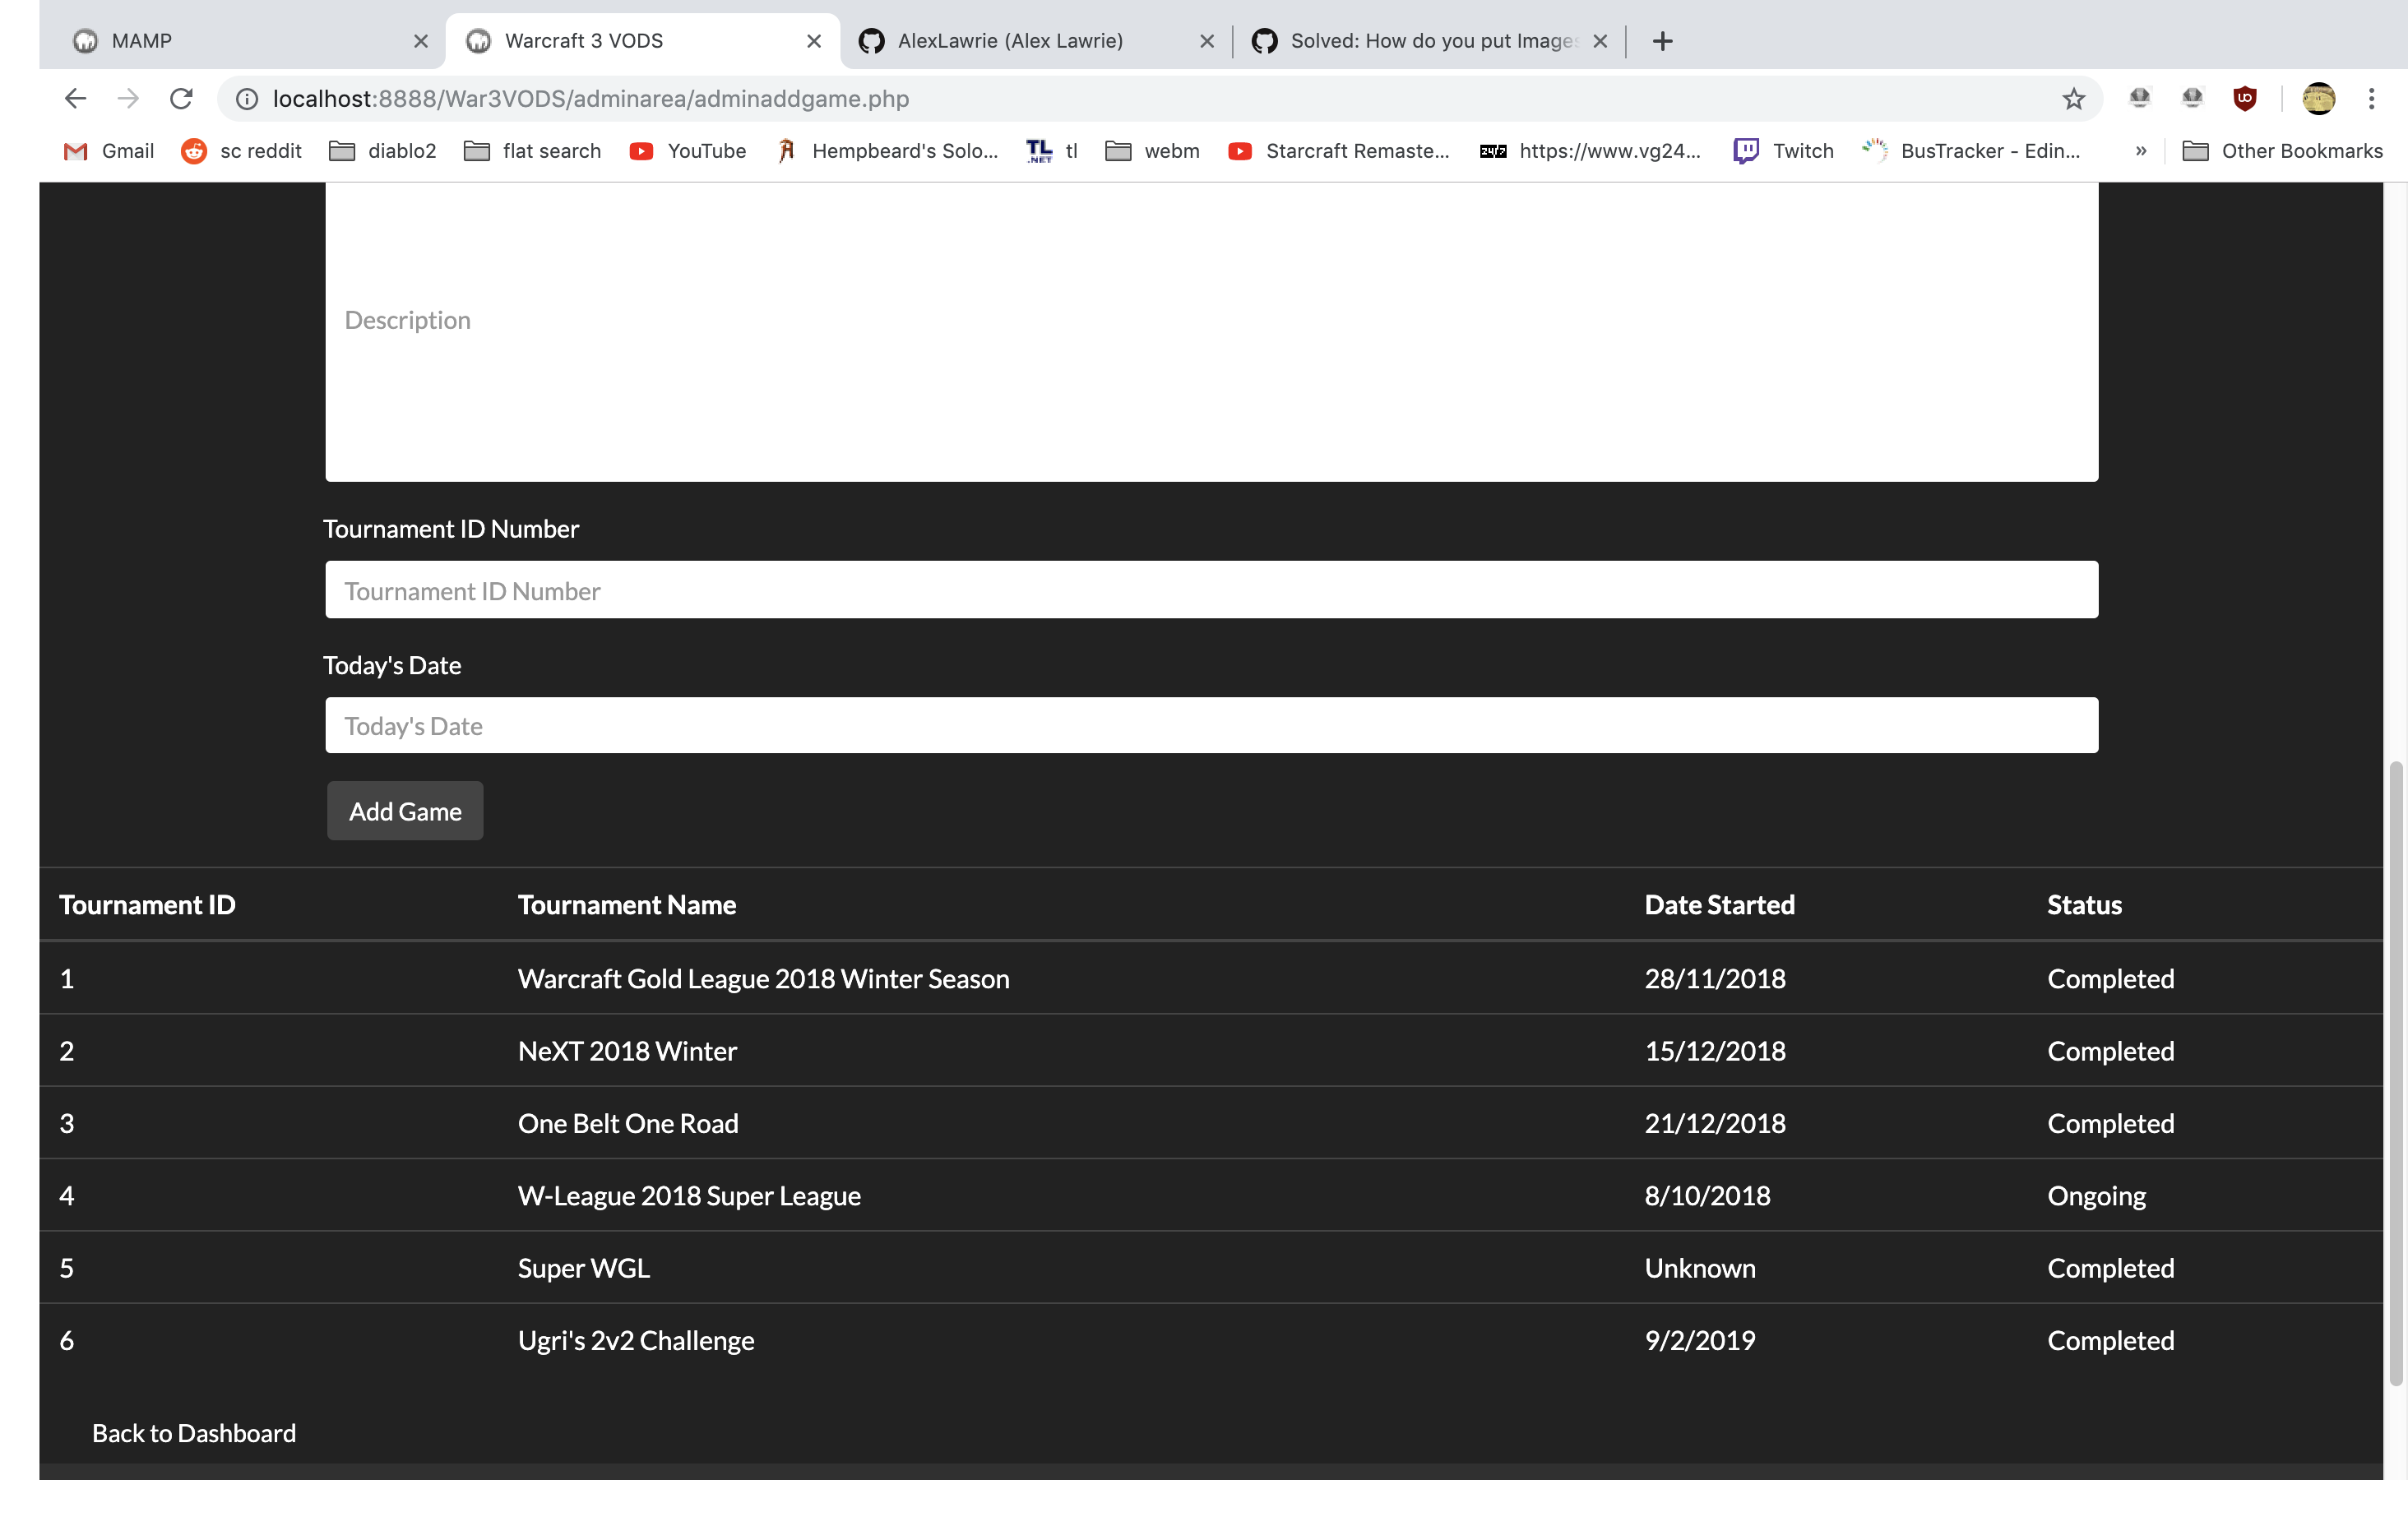 MAMP
Warcraft 3 VODS
AlexLawrie (Alex Lawrie)
Solved: How do you put Images
localhost:8888/War3VODS/adminarea/adminaddgame.php
Gmail
sc reddit
diablo2
flat search
YouTube
Hempbeard's Solo...
TL .NET
tl
webm
Starcraft Remaste...
24/7
https://www.vg24...
Twitch
BusTracker - Edin...
»
Other Bookmarks
Description
Tournament ID Number
Tournament ID Number
Today's Date
Today's Date
Add Game
Tournament ID Tournament Name Date Started Status
1 Warcraft Gold League 2018 Winter Season 28/11/2018 Completed
2 NeXT 2018 Winter 15/12/2018 Completed
3 One Belt One Road 21/12/2018 Completed
4 W-League 2018 Super League 8/10/2018 Ongoing
5 Super WGL Unknown Completed
6 Ugri's 2v2 Challenge 9/2/2019 Completed
Back to Dashboard